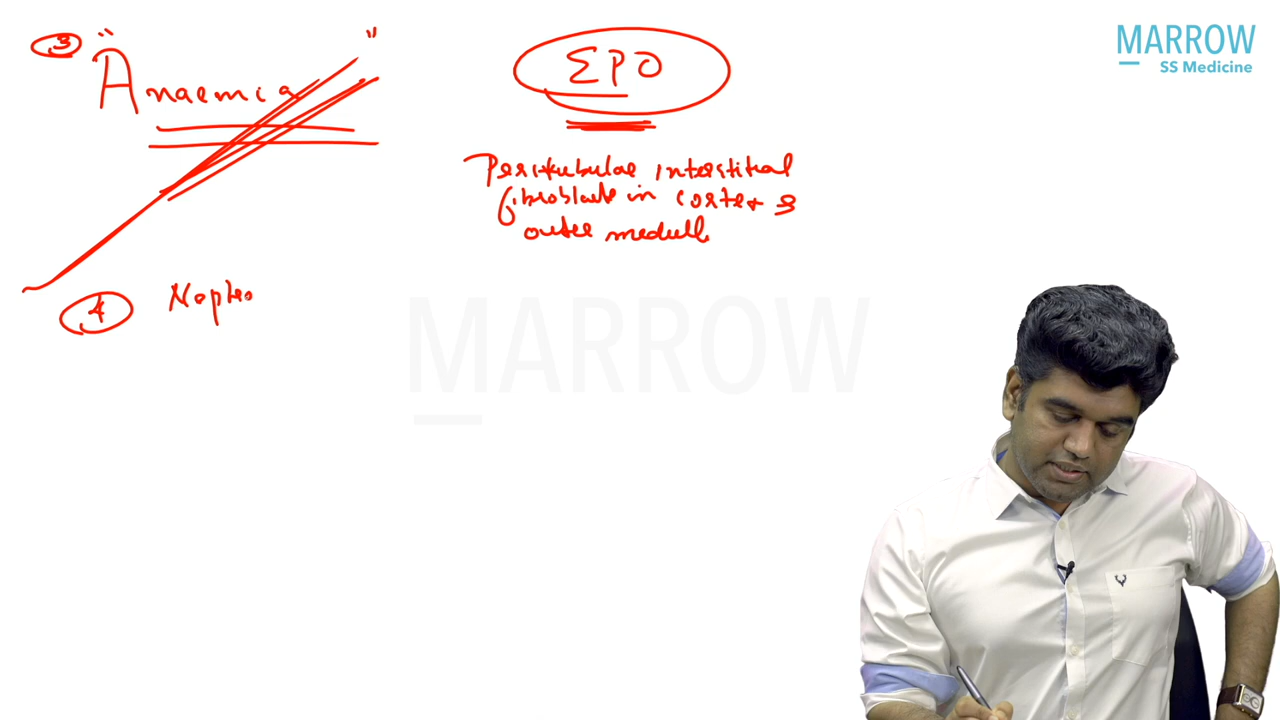 3 "Anaemia"
EPO
Peritubular interstitial
fibroblasts in cortex &
outer medulla
4 Nephro
MARROW
SS Medicine
MARROW